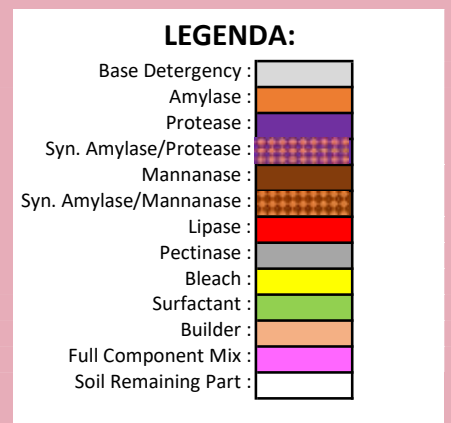 LEGENDA:
Base Detergency :
Amylase :
Protease :
Syn. Amylase/Protease :
Mannanase :
Syn. Amylase/Mannanase :
Lipase :
Pectinase :
Bleach :
Surfactant :
Builder :
Full Component Mix :
Soil Remaining Part :